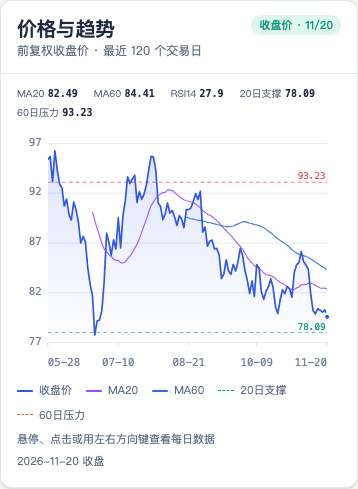 价格与趋势
收盘价 · 11/20
前复权收盘价 · 最近 120 个交易日
MA20 82.49 MA60 84.41 RSI14 27.9 20日支撑 78.09
60日压力 93.23
97
93.23
92
87
82
78.09
77
05-28 07-10 08-21 10-09 11-20
收盘价 MA20 MA60 20日支撑
60日压力
悬停、点击或用左右方向键查看每日数据
2026-11-20 收盘